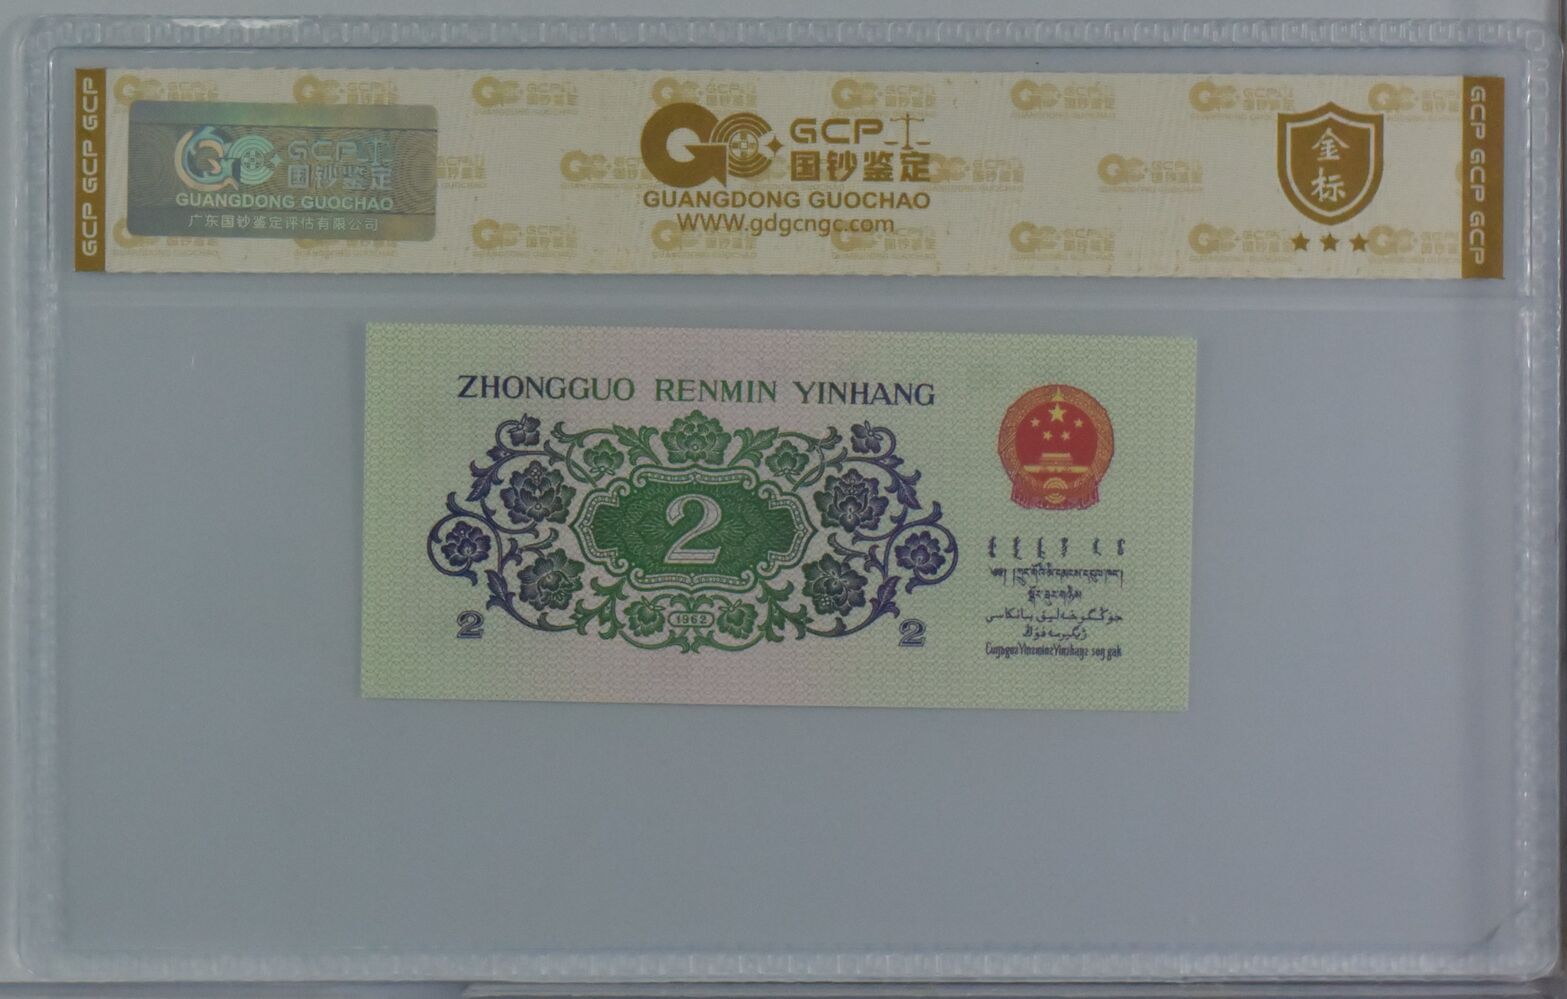 GCP GCP GCP
GCP 国钞鉴定
GUANGDONG GUOCHAO
广东国钞鉴定评估有限公司
GCP
国钞鉴定
GUANGDONG GUOCHAO
WWW.gdgcngc.com
金标
GCP GCP GCP
ZHONGGUO RENMIN YINHANG
2
1962
2
2
جۇڭگوخەلىق بانكاسى